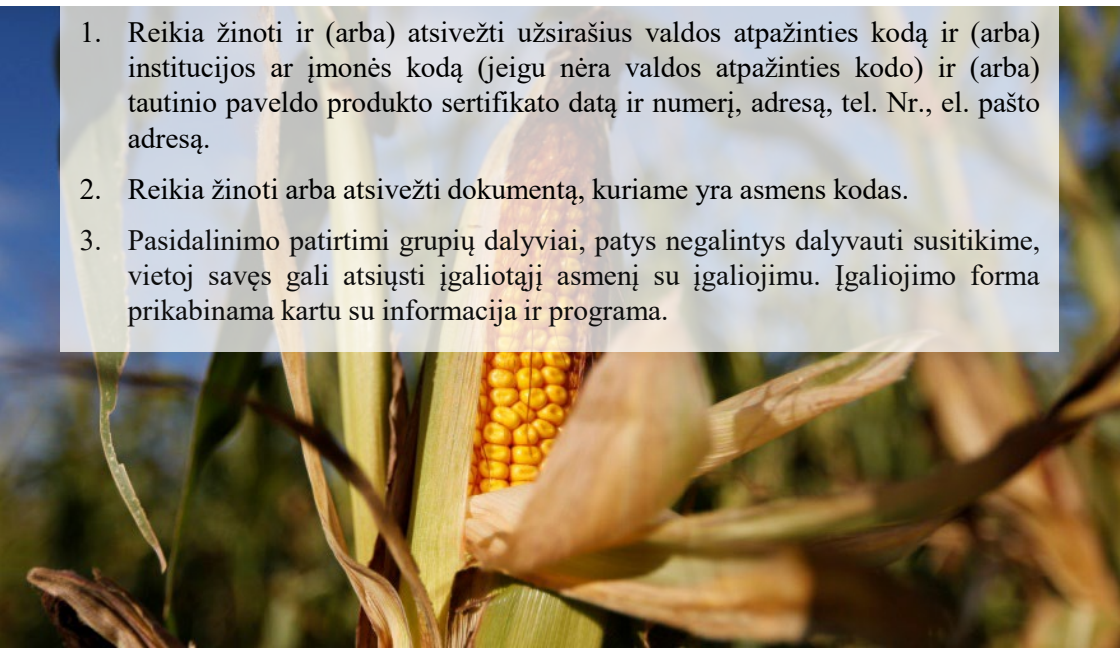 1. Reikia žinoti ir (arba) atsivežti užsirašius valdos atpažinties kodą ir (arba)
institucijos ar įmonės kodą (jeigu nėra valdos atpažinties kodo) ir (arba)
tautinio paveldo produkto sertifikato datą ir numerį, adresą, tel. Nr., el. pašto
adresą.
2. Reikia žinoti arba atsivežti dokumentą, kuriame yra asmens kodas.
3. Pasidalinimo patirtimi grupių dalyviai, patys negalintys dalyvauti susitikime,
vietoj savęs gali atsiųsti įgaliotąjį asmenį su įgaliojimu. Įgaliojimo forma
prikabinama kartu su informacija ir programa.